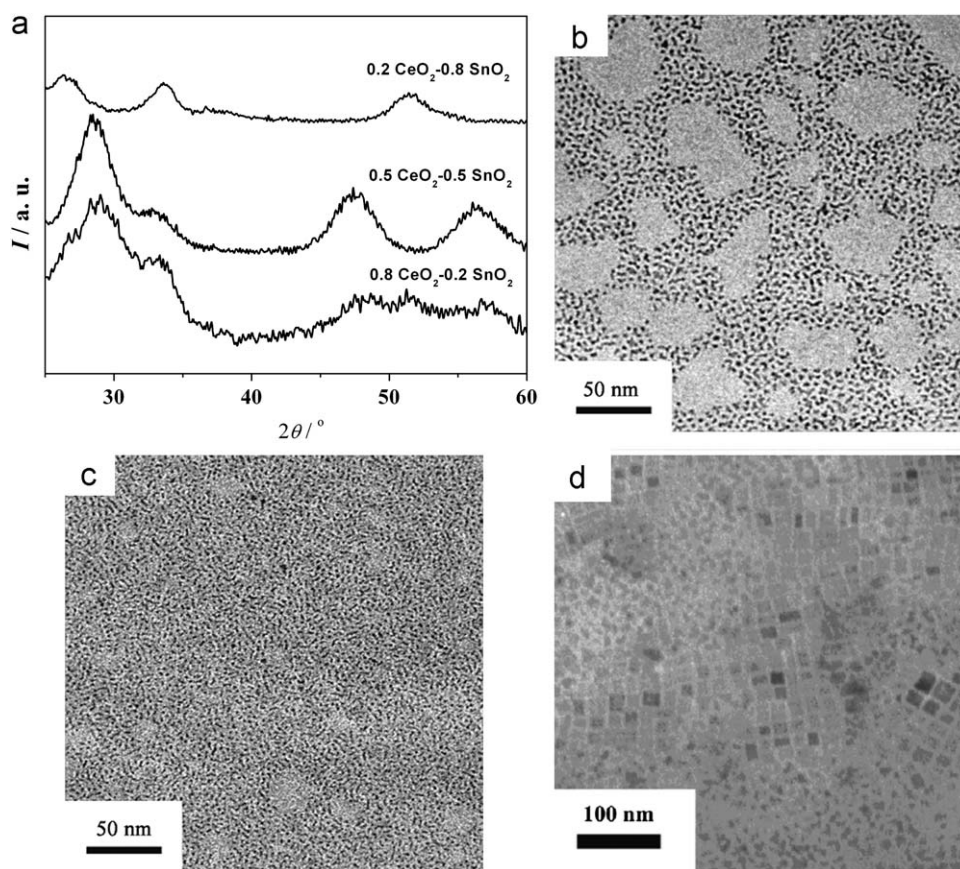 a
0.2 CeO₂-0.8 SnO₂
0.5 CeO₂-0.5 SnO₂
0.8 CeO₂-0.2 SnO₂
I / a. u.
30 40 50 60
2θ / °
b
50 nm
c
50 nm
d
100 nm